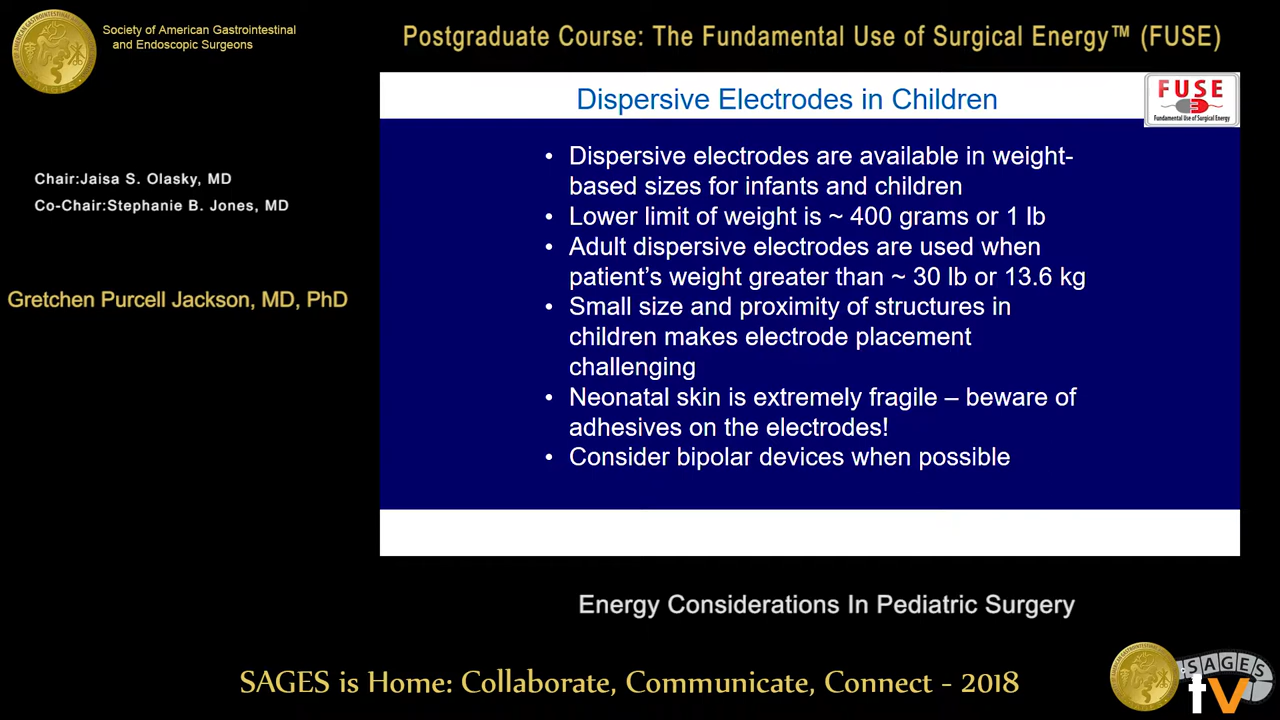 Society of American Gastrointestinal
and Endoscopic Surgeons
Postgraduate Course: The Fundamental Use of Surgical Energy™ (FUSE)
Dispersive Electrodes in Children
FUSE
Fundamental Use of Surgical Energy
Chair:Jaisa S. Olasky, MD
Co-Chair:Stephanie B. Jones, MD
Gretchen Purcell Jackson, MD, PhD
• Dispersive electrodes are available in weight-
based sizes for infants and children
• Lower limit of weight is ~ 400 grams or 1 lb
• Adult dispersive electrodes are used when
patient's weight greater than ~ 30 lb or 13.6 kg
• Small size and proximity of structures in
children makes electrode placement
challenging
• Neonatal skin is extremely fragile – beware of
adhesives on the electrodes!
• Consider bipolar devices when possible
Energy Considerations In Pediatric Surgery
SAGES is Home: Collaborate, Communicate, Connect - 2018
SAGES
tv